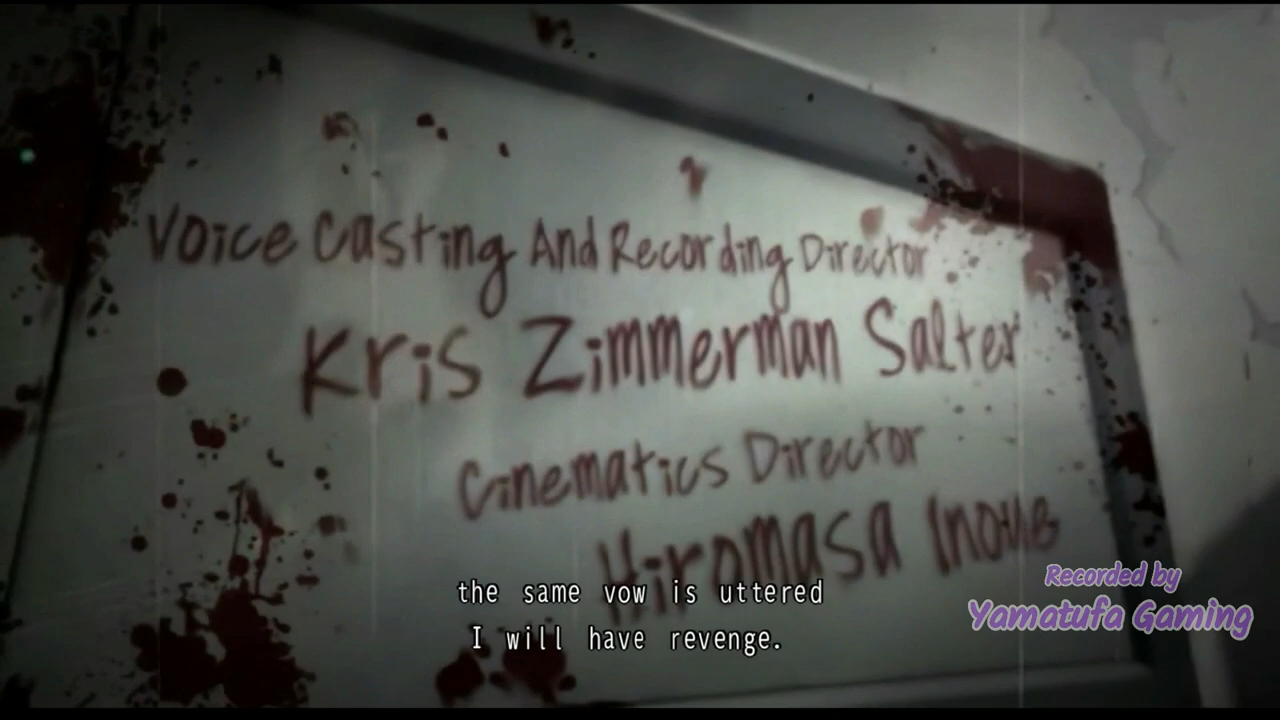 Voice Casting And Recording Director
Kris Zimmerman Salter
Cinematics Director
Hiromasa Inoue
the same vow is uttered
I will have revenge.
Recorded by
Yamatufa Gaming